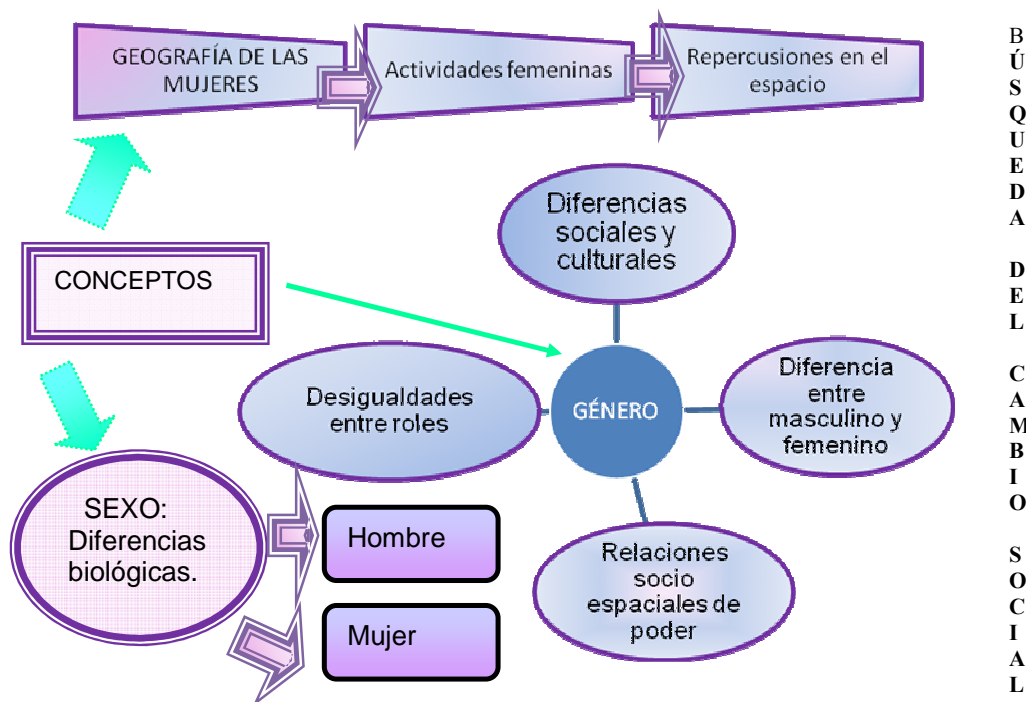 GEOGRAFÍA DE LAS
MUJERES
Actividades femeninas
Repercusiones en el
espacio
CONCEPTOS
Diferencias
sociales y
culturales
Desigualdades
entre roles
GÉNERO
Diferencia
entre
masculino y
femenino
SEXO:
Diferencias
biológicas.
Hombre
Mujer
Relaciones
socio
espaciales de
poder
B
Ú
S
Q
U
E
D
A
D
E
L
C
A
M
B
I
O
S
O
C
I
A
L